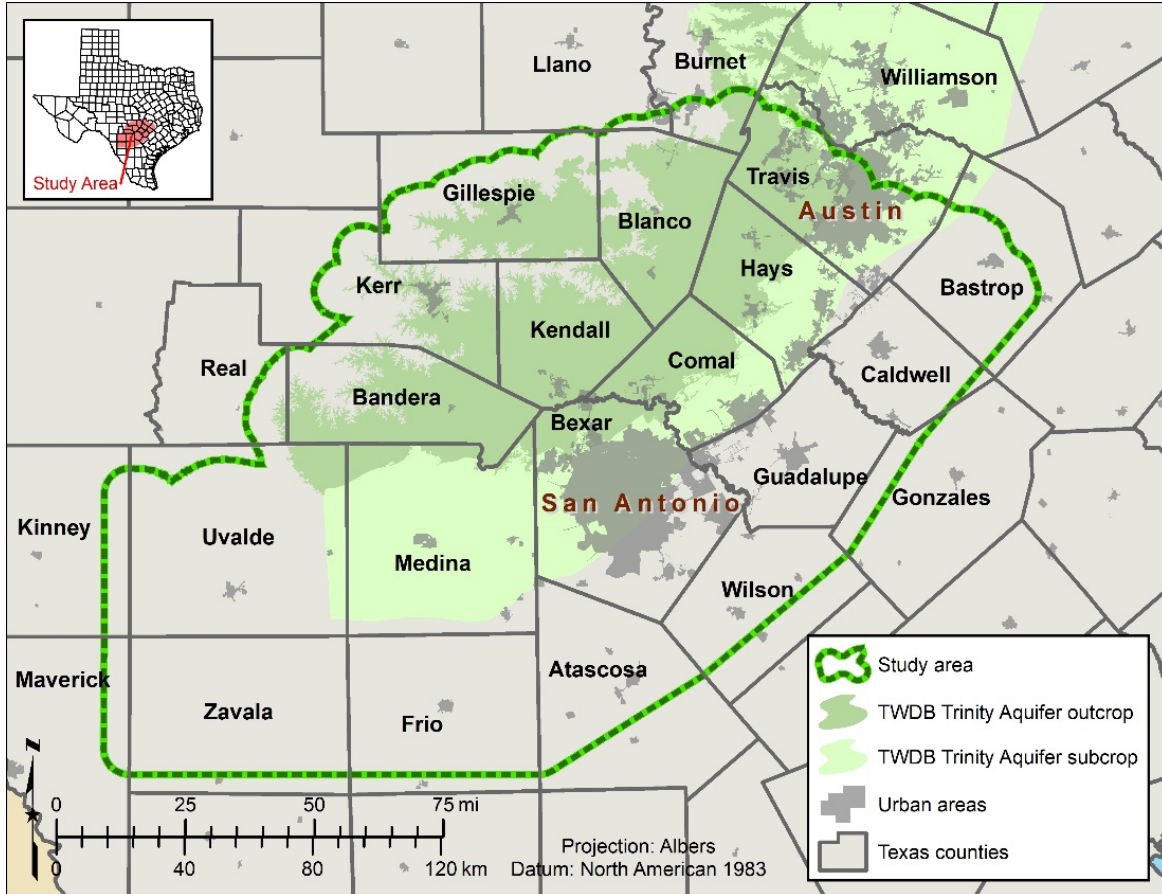 Study Area
Llano
Burnet
Williamson
Gillespie
Blanco
Travis
Austin
Kerr
Hays
Bastrop
Kendall
Real
Comal
Caldwell
Bandera
Bexar
Guadalupe
San Antonio
Gonzales
Kinney
Uvalde
Medina
Wilson
Maverick
Zavala
Frio
Atascosa
Study area
TWDB Trinity Aquifer outcrop
TWDB Trinity Aquifer subcrop
Urban areas
Texas counties
N
0 25 50 75 mi
0 40 80 120 km
Projection: Albers
Datum: North American 1983